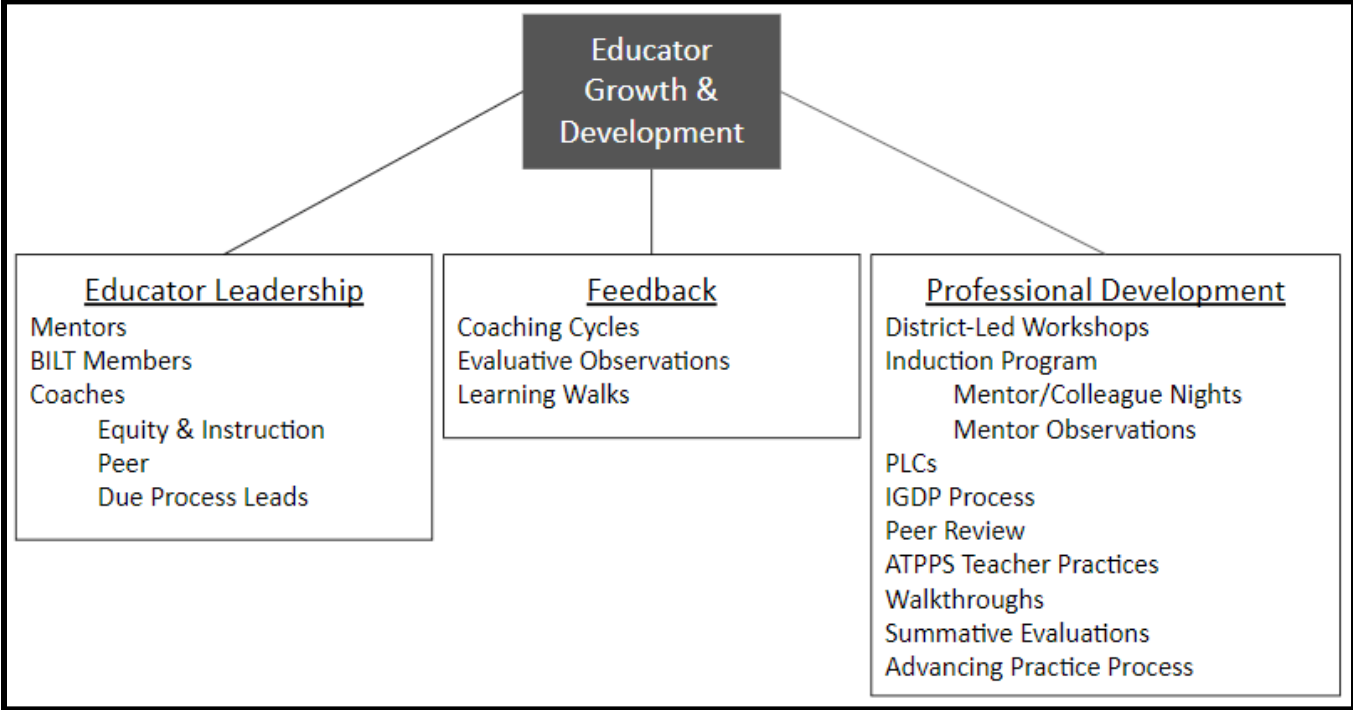 Educator
Growth &
Development
Educator Leadership
Mentors
BILT Members
Coaches
Equity & Instruction
Peer
Due Process Leads
Feedback
Coaching Cycles
Evaluative Observations
Learning Walks
Professional Development
District-Led Workshops
Induction Program
Mentor/Colleague Nights
Mentor Observations
PLCs
IGDP Process
Peer Review
ATPPS Teacher Practices
Walkthroughs
Summative Evaluations
Advancing Practice Process